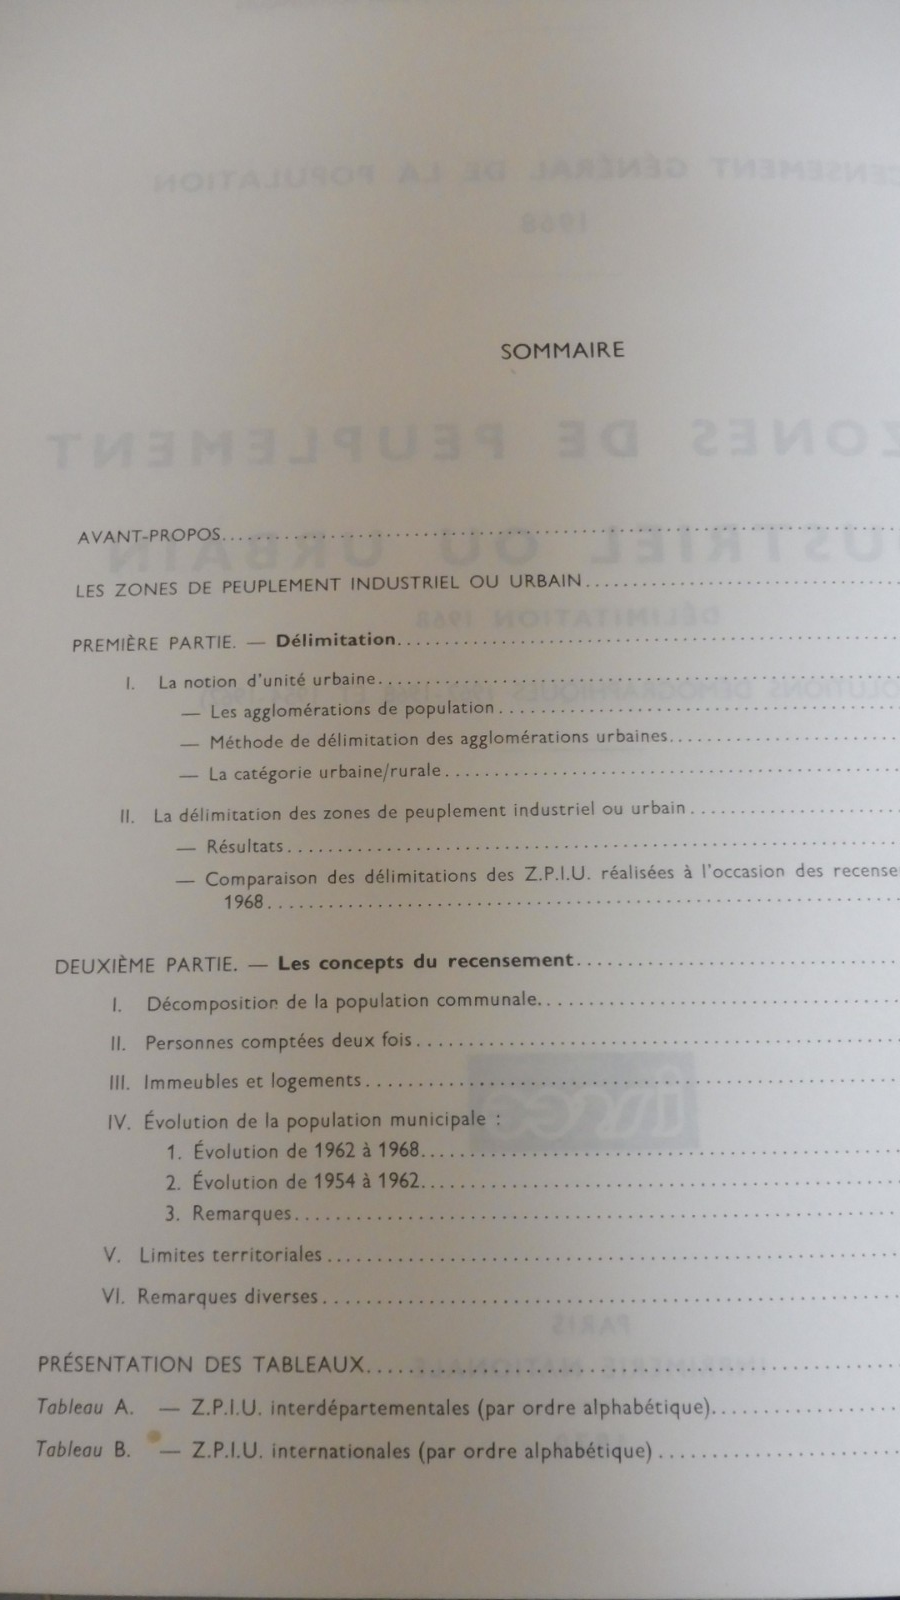 SOMMAIRE
AVANT-PROPOS
LES ZONES DE PEUPLEMENT INDUSTRIEL OU URBAIN
PREMIÈRE PARTIE. — Délimitation
I. La notion d'unité urbaine
— Les agglomérations de population
— Méthode de délimitation des agglomérations urbaines
— La catégorie urbaine/rurale
II. La délimitation des zones de peuplement industriel ou urbain
— Résultats
— Comparaison des délimitations des Z.P.I.U. réalisées à l'occasion des recense
1968
DEUXIÈME PARTIE. — Les concepts du recensement
I. Décomposition de la population communale
II. Personnes comptées deux fois
III. Immeubles et logements
IV. Évolution de la population municipale :
1. Évolution de 1962 à 1968
2. Évolution de 1954 à 1962
3. Remarques
V. Limites territoriales
VI. Remarques diverses
PRÉSENTATION DES TABLEAUX
Tableau A. — Z.P.I.U. interdépartementales (par ordre alphabétique)
Tableau B. — Z.P.I.U. internationales (par ordre alphabétique)